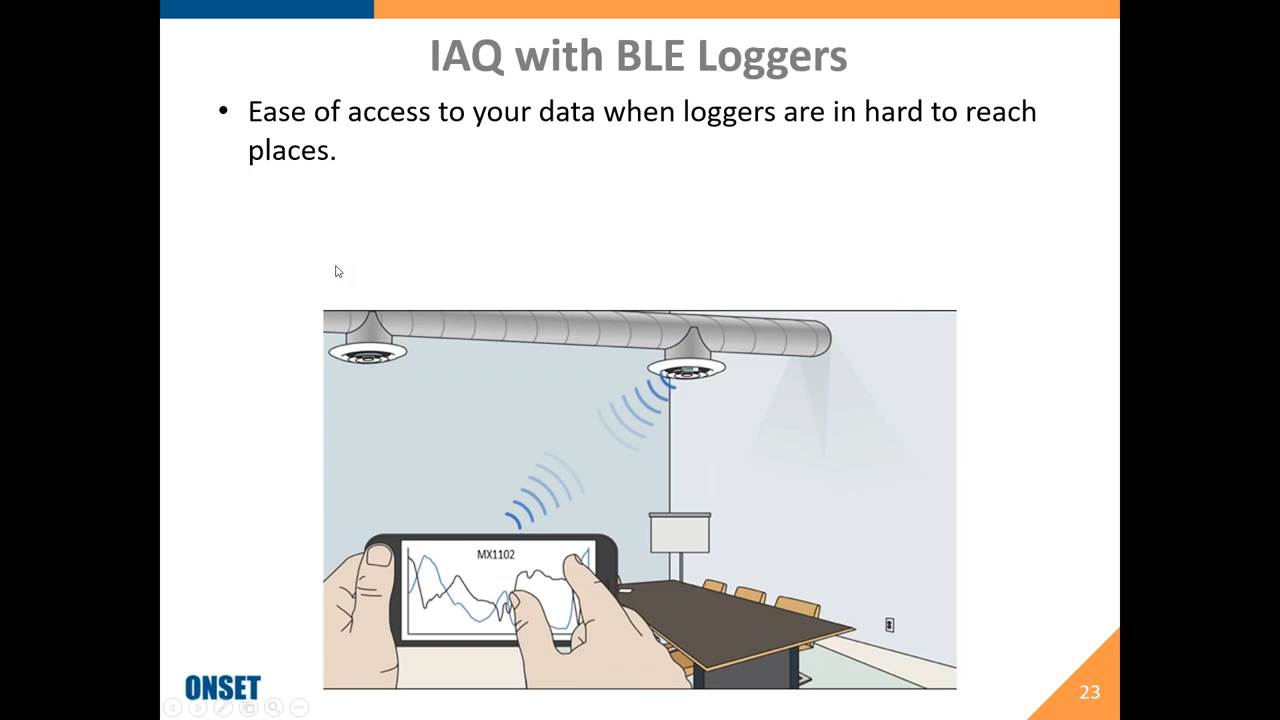 IAQ with BLE Loggers
• Ease of access to your data when loggers are in hard to reach
places.
MX1102
ONSET
23